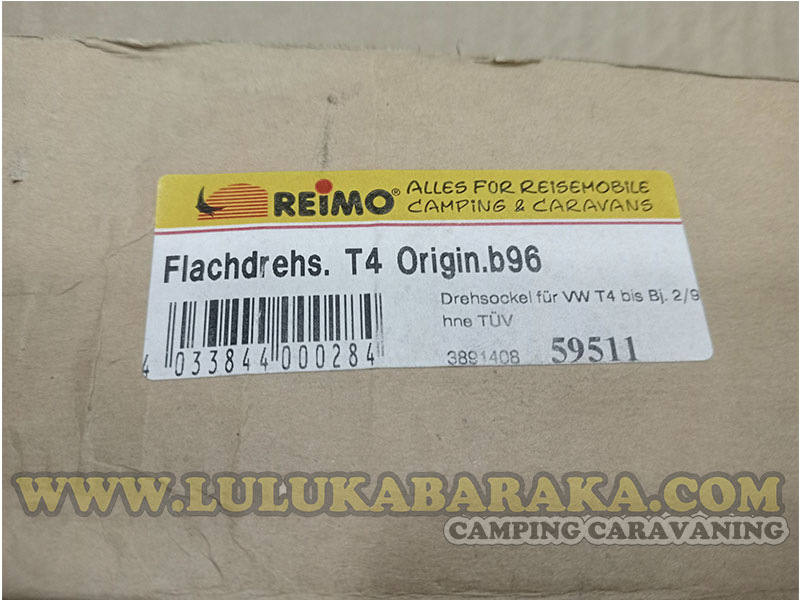 REIMO®
ALLES FÜR REISEMOBILE
CAMPING & CARAVANS
Flachdrehs. T4 Origin.b96
Drehsockel für VW T4 bis Bj. 2/9
hne TÜV
4 033844 000284
3891408 59511
WWW.LULUKABARAKA.COM
CAMPING CARAVANING